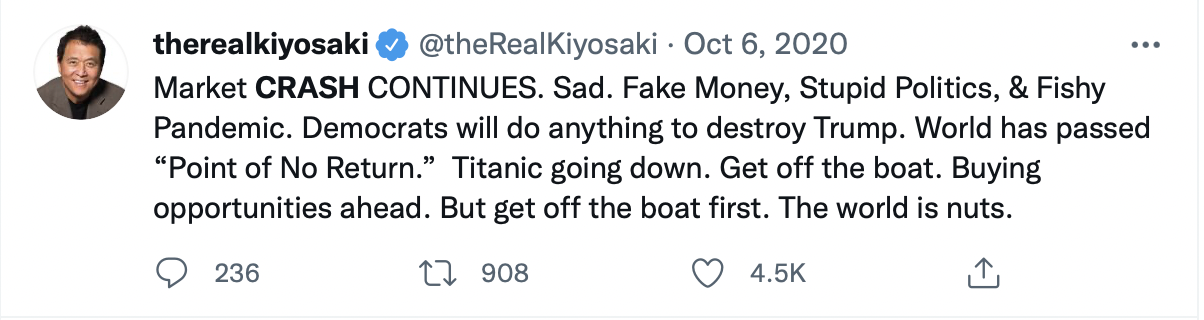 therealkiyosaki @theRealKiyosaki · Oct 6, 2020
Market CRASH CONTINUES. Sad. Fake Money, Stupid Politics, & Fishy
Pandemic. Democrats will do anything to destroy Trump. World has passed
“Point of No Return.”  Titanic going down. Get off the boat. Buying
opportunities ahead. But get off the boat first. The world is nuts.
236 908 4.5K